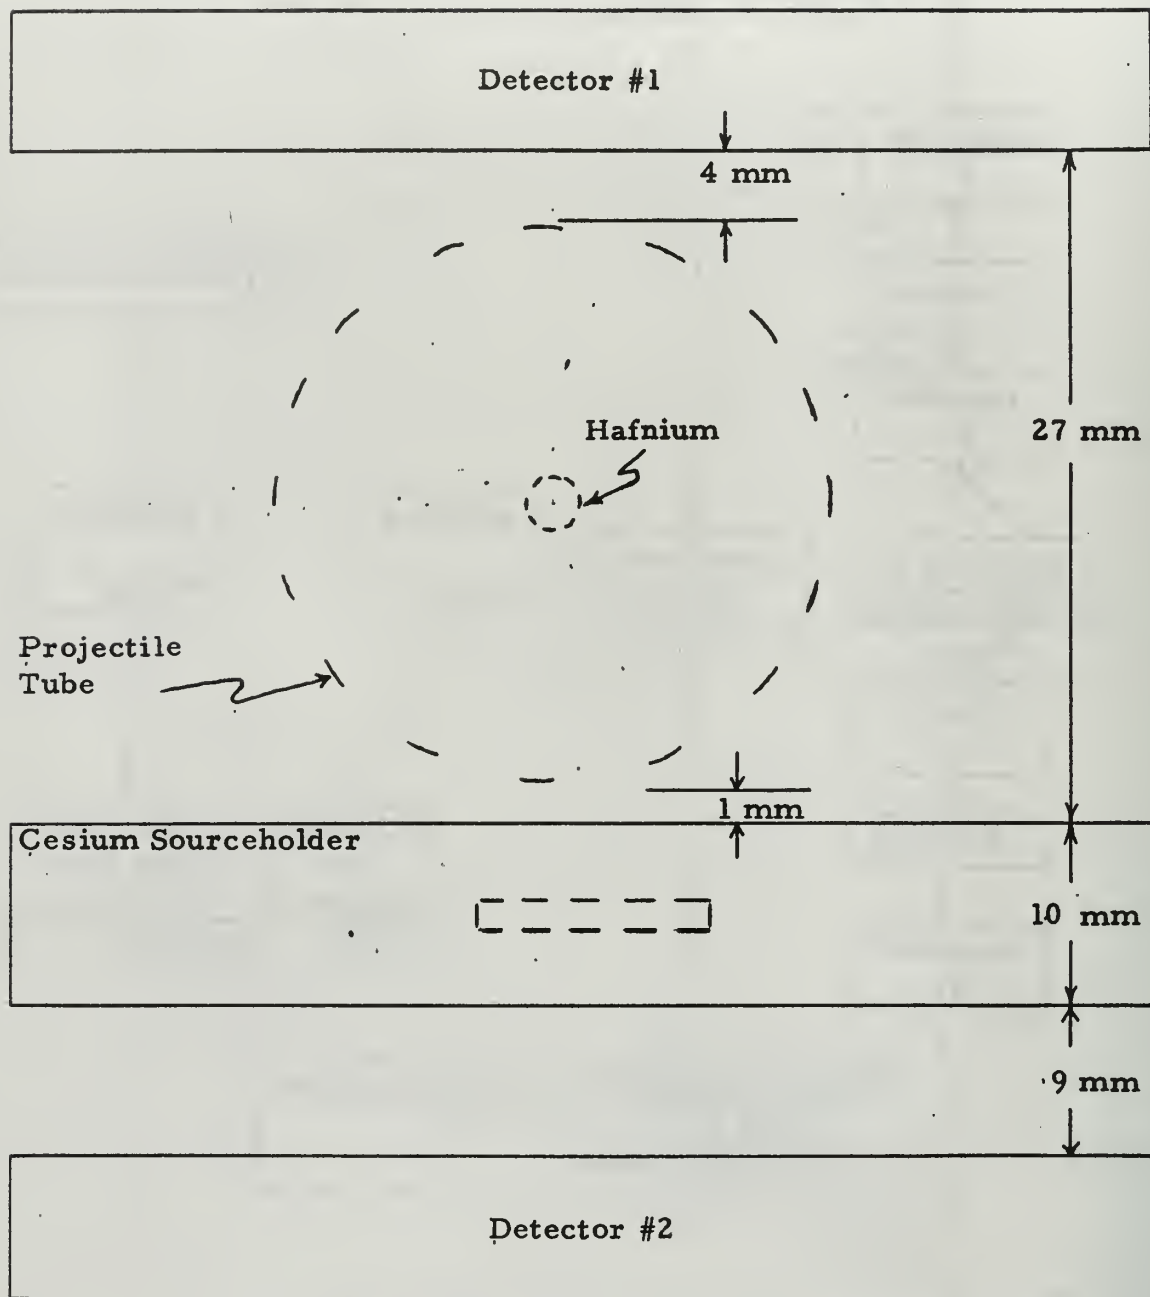 Detector #1
4 mm
Hafnium
27 mm
Projectile
Tube
1 mm
Cesium Sourceholder
10 mm
9 mm
Detector #2